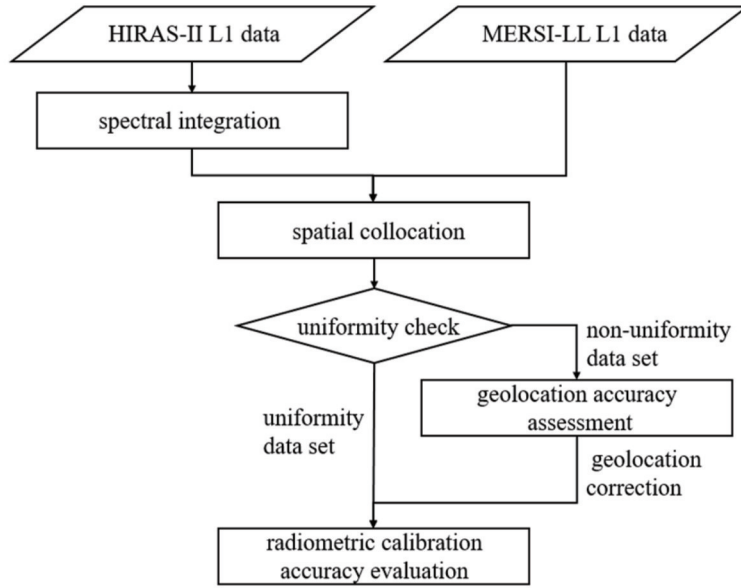 HIRAS-II L1 data
MERSI-LL L1 data
spectral integration
spatial collocation
uniformity check
non-uniformity
data set
geolocation accuracy
assessment
uniformity
data set
geolocation
correction
radiometric calibration
accuracy evaluation